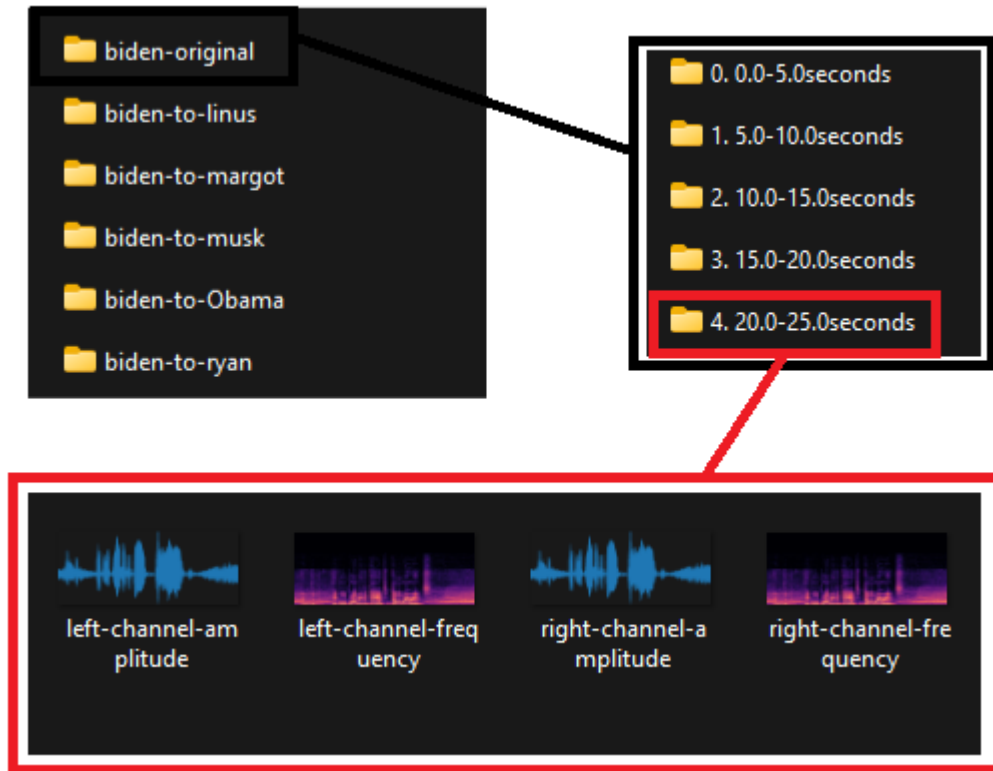 biden-original
biden-to-linus
biden-to-margot
biden-to-musk
biden-to-Obama
biden-to-ryan
0. 0.0-5.0seconds
1. 5.0-10.0seconds
2. 10.0-15.0seconds
3. 15.0-20.0seconds
4. 20.0-25.0seconds
left-channel-am
plitude
left-channel-freq
uency
right-channel-a
mplitude
right-channel-fre
quency